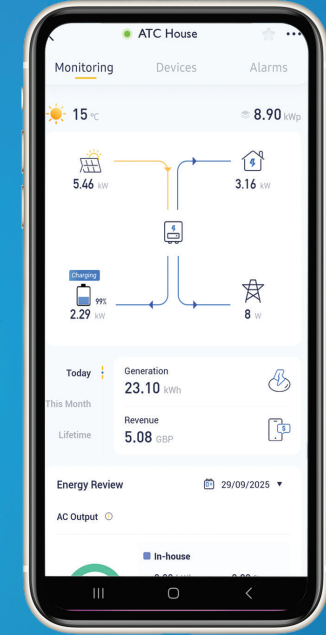 ATC House
Monitoring Devices Alarms
15 °C 8.90 kWp
5.46 kW 3.16 kW
Charging
99%
2.29 kW 8 W
Today
This Month
Lifetime
Generation
23.10 kWh
Revenue
5.08 GBP
Energy Review 29/09/2025
AC Output
In-house